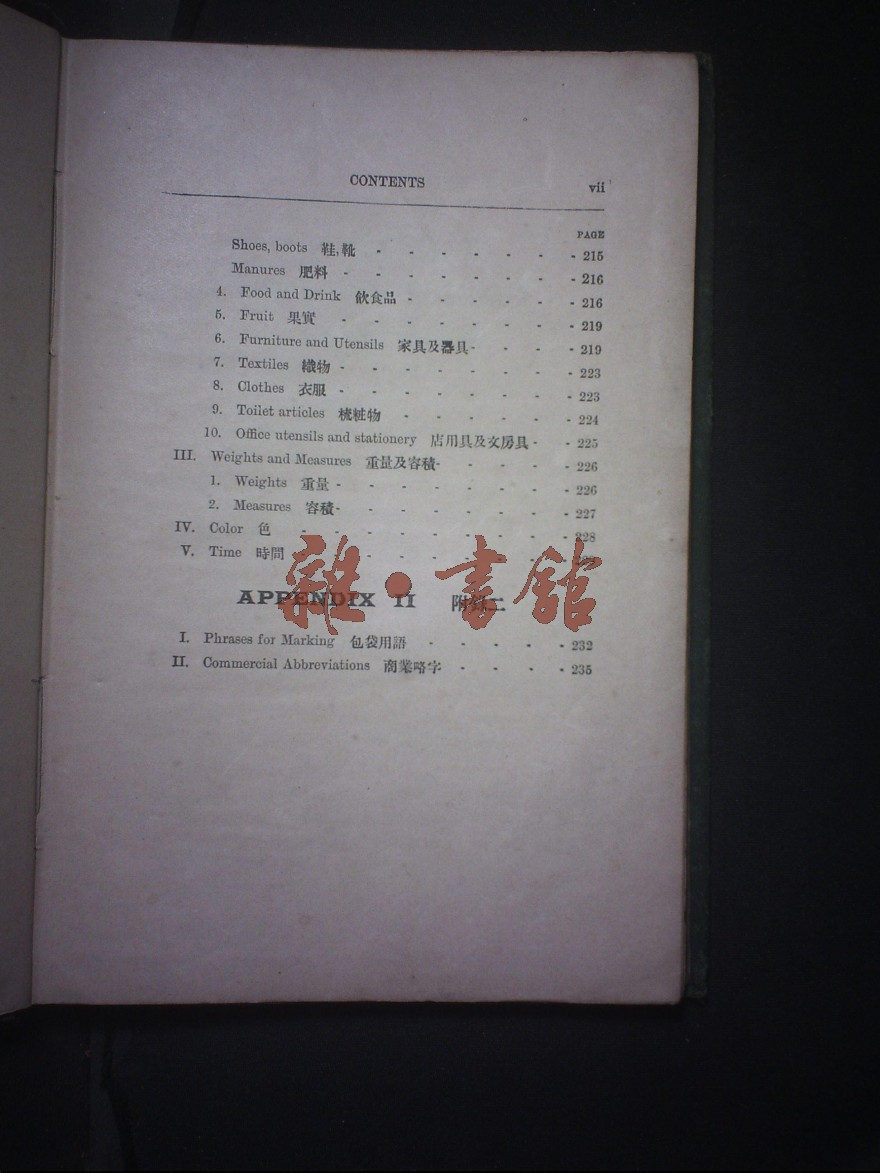 CONTENTS vii
PAGE
Shoes, boots 鞋,靴 - - - - - - - 215
Manures 肥料 - - - - - - - - 216
4. Food and Drink 飲食品 - - - - - - 216
5. Fruit 果實 - - - - - - - - 219
6. Furniture and Utensils 家具及器具 - - - - 219
7. Textiles 織物 - - - - - - - - 223
8. Clothes 衣服 - - - - - - - - 223
9. Toilet articles 梳粧物 - - - - - - 224
10. Office utensils and stationery 店用具及文房具 - - 225
III. Weights and Measures 重量及容積 - - - - - 226
1. Weights 重量 - - - - - - - - 226
2. Measures 容積 - - - - - - - - 227
IV. Color 色 - - - - - - - - - 228
V. Time 時間 - - - - - - - -
雜·書館
APPENDIX II 附錄二
I. Phrases for Marking 包袋用語 - - - - - 232
II. Commercial Abbreviations 商業略字 - - - - 235